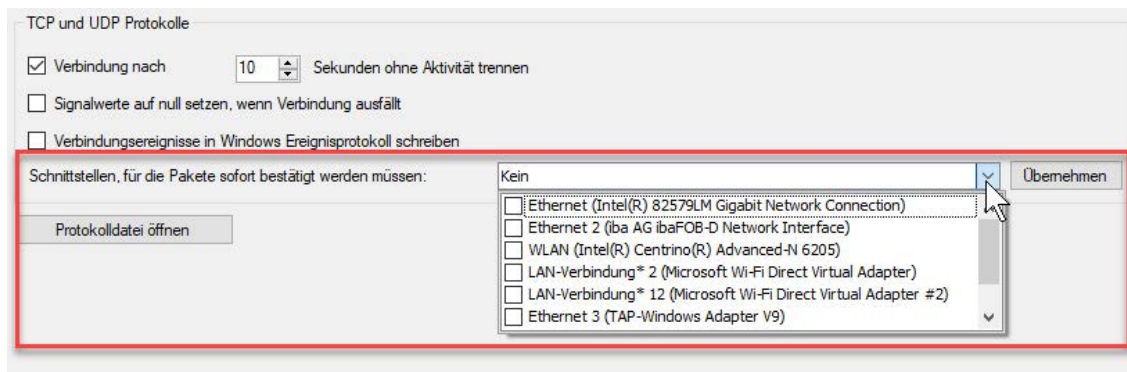 TCP und UDP Protokolle
Verbindung nach 10 Sekunden ohne Aktivität trennen
Signalwerte auf null setzen, wenn Verbindung ausfällt
Verbindungsereignisse in Windows Ereignisprotokoll schreiben
Schnittstellen, für die Pakete sofort bestätigt werden müssen: Kein Übernehmen
Ethernet (Intel(R) 82579LM Gigabit Network Connection)
Protokolldatei öffnen Ethernet 2 (iba AG ibaFOB-D Network Interface)
WLAN (Intel(R) Centrino(R) Advanced-N 6205)
LAN-Verbindung* 2 (Microsoft Wi-Fi Direct Virtual Adapter)
LAN-Verbindung* 12 (Microsoft Wi-Fi Direct Virtual Adapter #2)
Ethernet 3 (TAP-Windows Adapter V9)